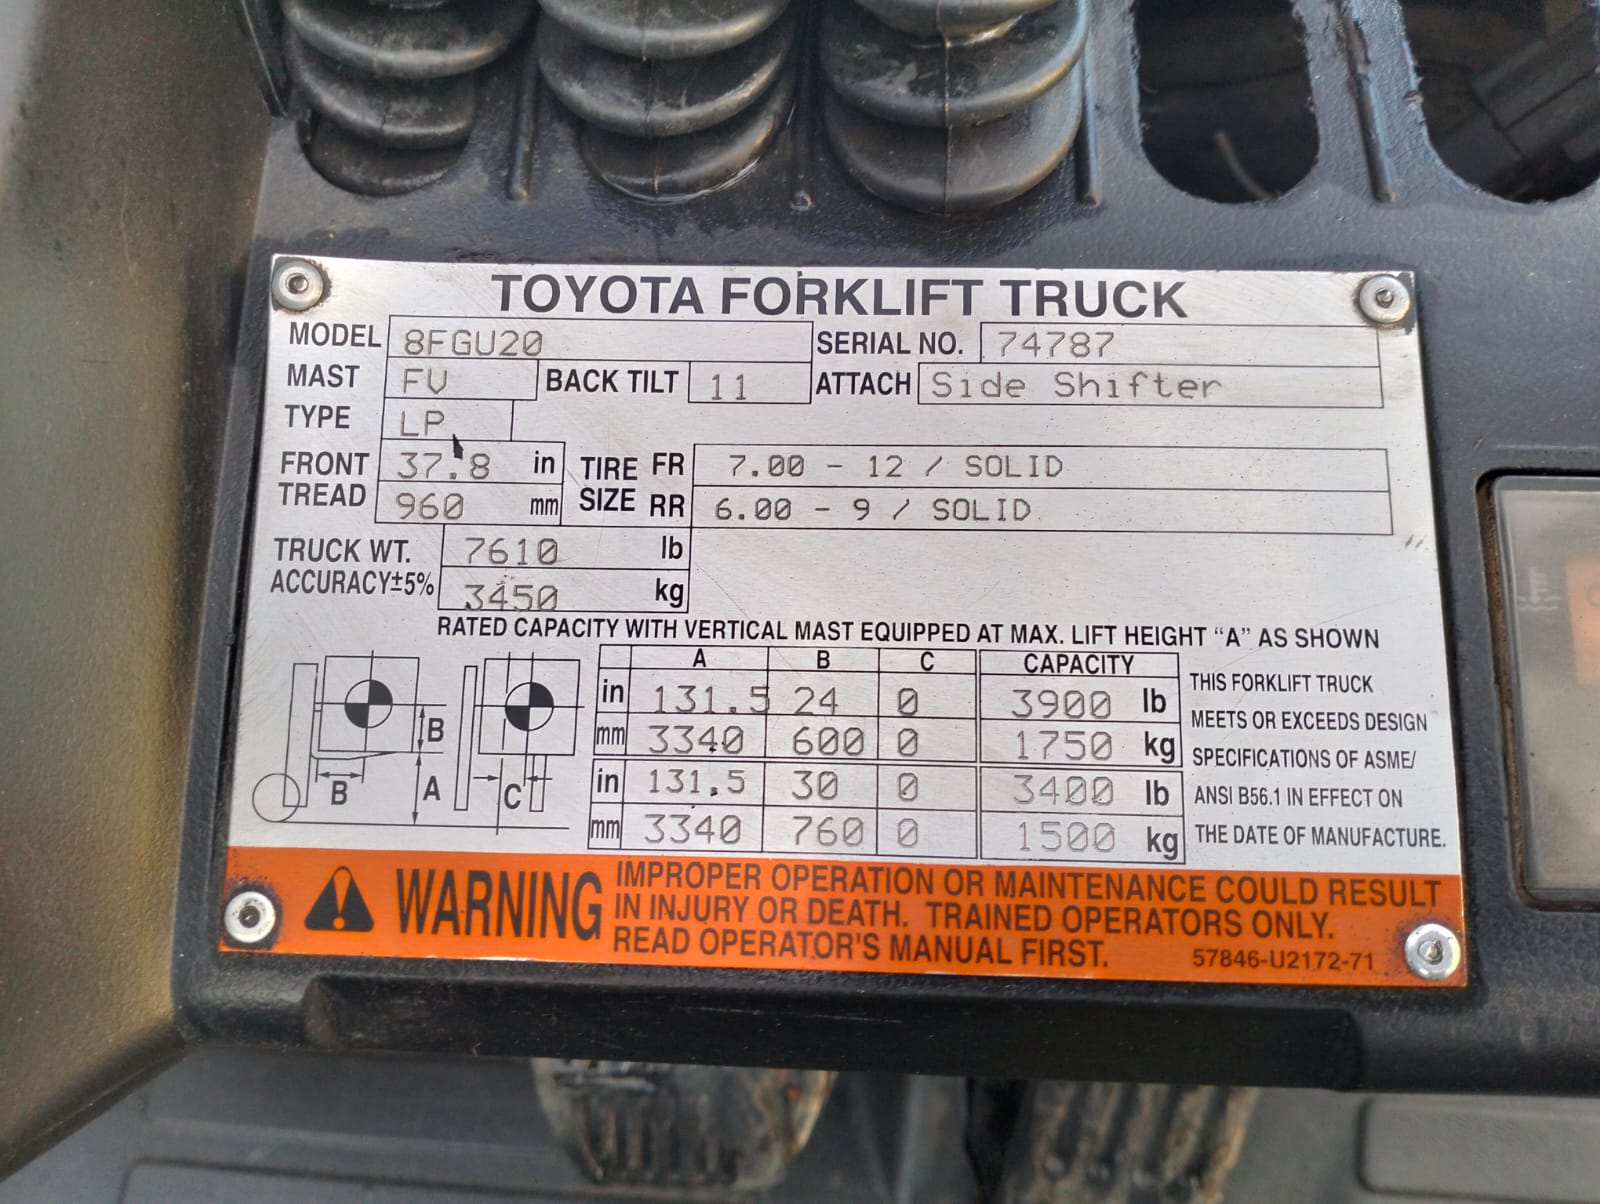 TOYOTA FORKLIFT TRUCK
MODEL 8FGU20 SERIAL NO. 74787
MAST FV BACK TILT 11 ATTACH Side Shifter
TYPE LP
FRONT TREAD 37.8 in TIRE SIZE FR 7.00 - 12 / SOLID
960 mm RR 6.00 - 9 / SOLID
TRUCK WT. 7610 lb
ACCURACY±5% 3450 kg
RATED CAPACITY WITH VERTICAL MAST EQUIPPED AT MAX. LIFT HEIGHT “A” AS SHOWN
A B C CAPACITY
in 131.5 24 0 3900 lb
mm 3340 600 0 1750 kg
in 131.5 30 0 3400 lb
mm 3340 760 0 1500 kg
B
B A C
THIS FORKLIFT TRUCK
MEETS OR EXCEEDS DESIGN
SPECIFICATIONS OF ASME/
ANSI B56.1 IN EFFECT ON
THE DATE OF MANUFACTURE.
WARNING
IMPROPER OPERATION OR MAINTENANCE COULD RESULT
IN INJURY OR DEATH. TRAINED OPERATORS ONLY.
READ OPERATOR'S MANUAL FIRST.
57846-U2172-71